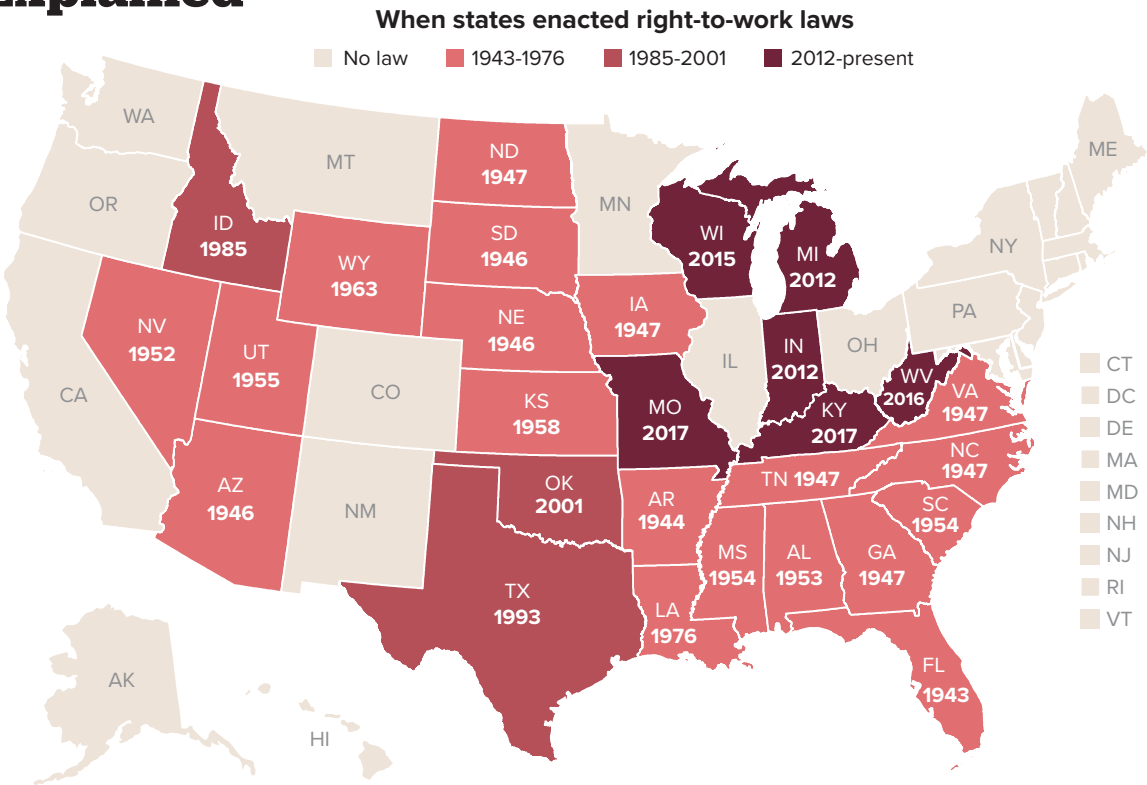 When states enacted right-to-work laws
No law
1943-1976
1985-2001
2012-present
WA
OR
CA
ID
1985
NV
1952
MT
WY
1963
UT
1955
AZ
1946
CO
NM
ND
1947
SD
1946
NE
1946
KS
1958
OK
2001
TX
1993
MN
IA
1947
MO
2017
AR
1944
LA
1976
WI
2015
IL
MI
2012
IN
2012
OH
KY
2017
WV
2016
VA
1947
TN 1947
NC
1947
SC
1954
MS
1954
AL
1953
GA
1947
FL
1943
PA
NY
ME
CT
DC
DE
MA
MD
NH
NJ
RI
VT
AK
HI